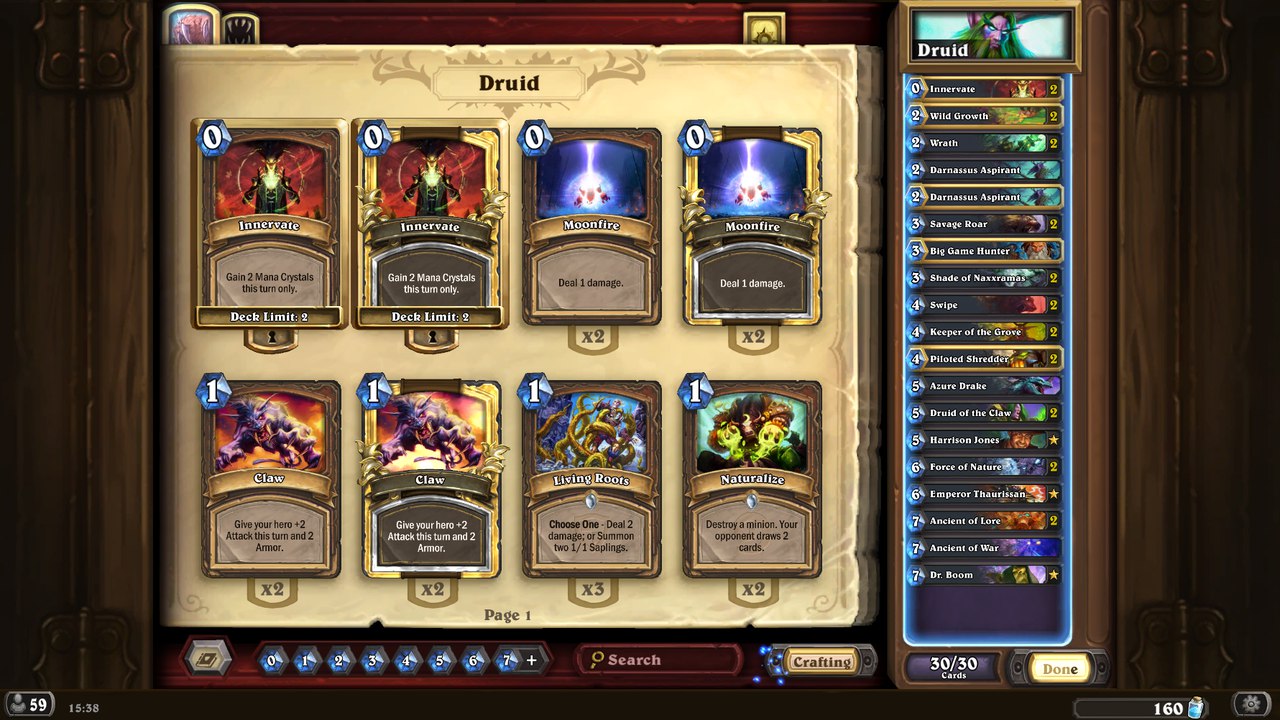 Druid
0
Innervate
Gain 2 Mana Crystals
this turn only.
Deck Limit: 2
0
Innervate
Gain 2 Mana Crystals
this turn only.
Deck Limit: 2
0
Moonfire
Deal 1 damage.
x2
0
Moonfire
Deal 1 damage.
x2
1
Claw
Give your hero +2
Attack this turn and 2
Armor.
x2
1
Claw
Give your hero +2
Attack this turn and 2
Armor.
x2
1
Living Roots
Choose One - Deal 2
damage; or Summon
two 1/1 Saplings.
x3
1
Naturalize
Destroy a minion. Your
opponent draws 2
cards.
x2
Page 1
0 1 2 3 4 5 6 7 +
Search
Crafting
Druid
0 Innervate 2
2 Wild Growth 2
2 Wrath 2
2 Darnassus Aspirant
2 Darnassus Aspirant
3 Savage Roar 2
3 Big Game Hunter
3 Shade of Naxxramas 2
4 Swipe 2
4 Keeper of the Grove 2
4 Piloted Shredder 2
5 Azure Drake
5 Druid of the Claw 2
5 Harrison Jones
6 Force of Nature 2
6 Emperor Thaurissan
7 Ancient of Lore 2
7 Ancient of War
7 Dr. Boom
30/30
Cards
Done
59
15:38
160